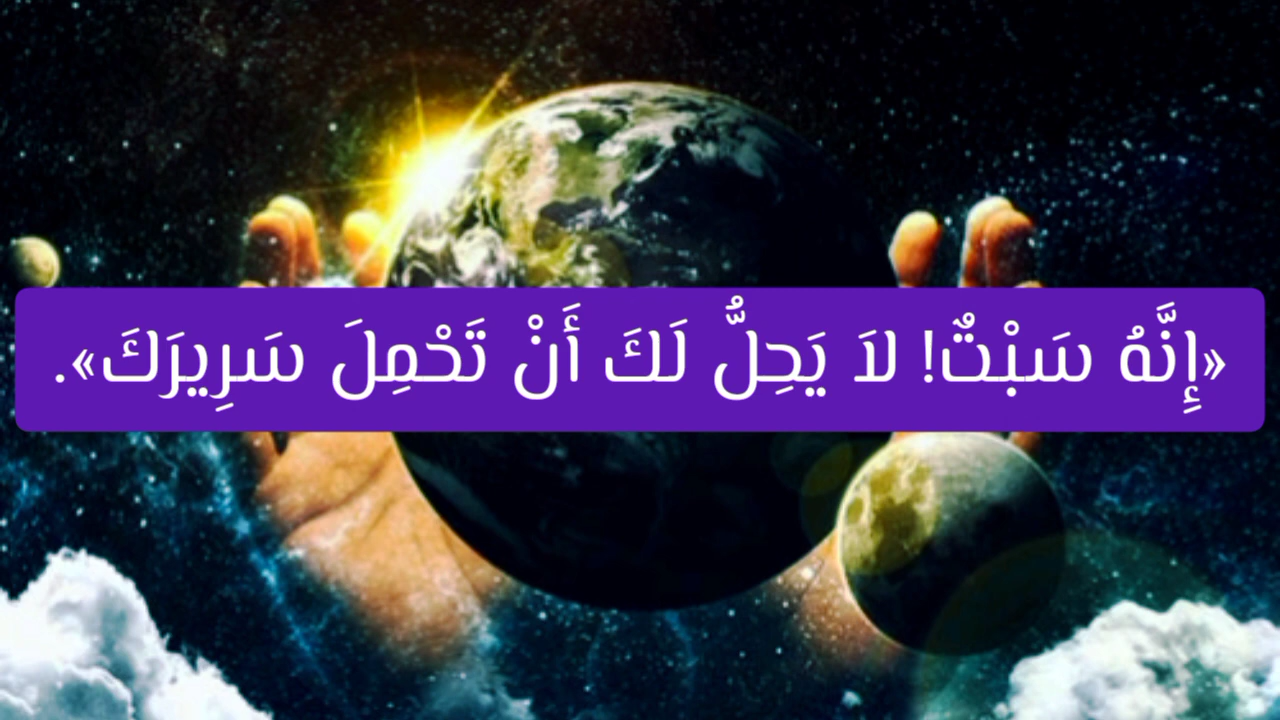 «إِنَّهُ سَبْتٌ! لاَ يَحِلُّ لَكَ أَنْ تَحْمِلَ سَرِيرَكَ».